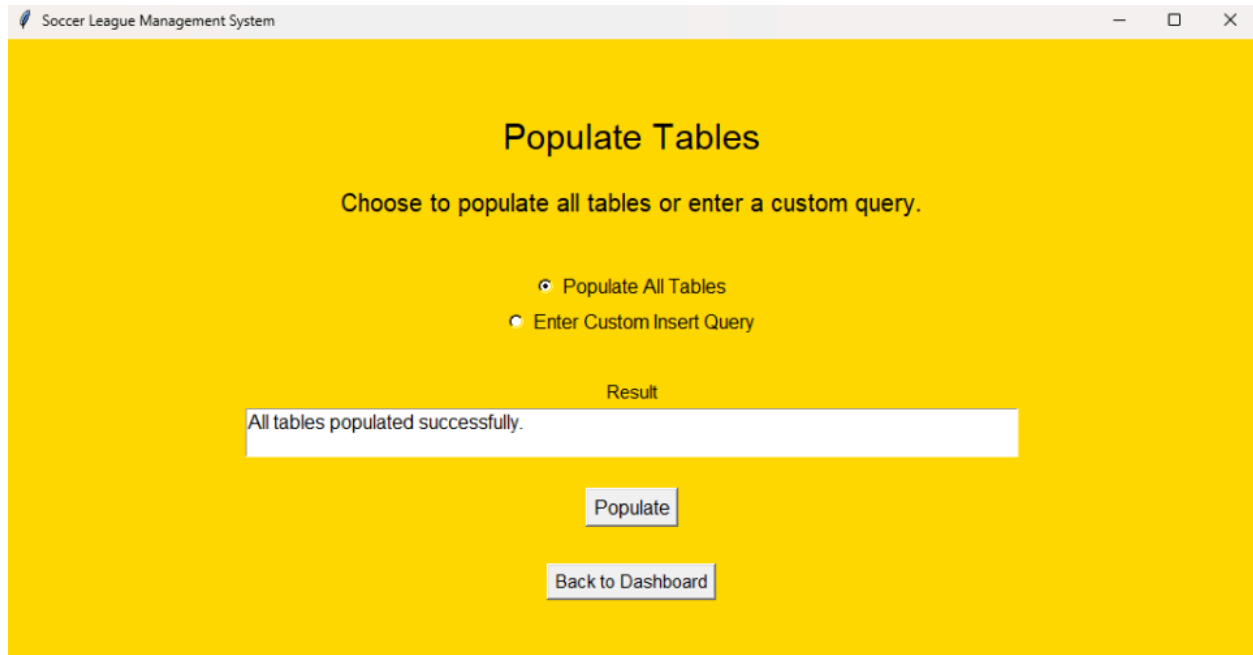 Soccer League Management System
Populate Tables
Choose to populate all tables or enter a custom query.
Populate All Tables
Enter Custom Insert Query
Result
All tables populated successfully.
Populate
Back to Dashboard